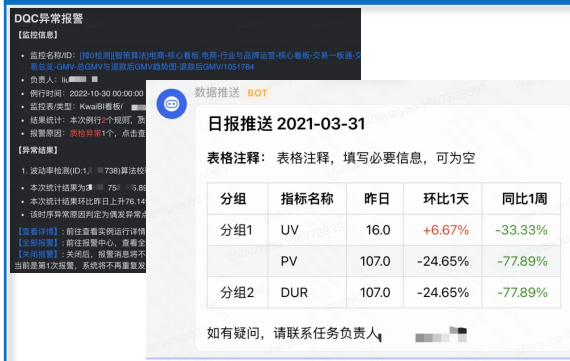 DQC异常报警
【监控信息】
• 监控名称/ID: [掉0检测][智策算法]电商-核心看板.电商-行业与品牌运营-核心看板-交易一板通-交
易总览-GMV-总GMV与退款后GMV趋势图-退款后GMV/1051784
• 负责人: liu
• 例行时间: 2022-10-30 00:00:00
• 监控表/类型: KwaiBI看板/
• 结果统计: 本次例行2个规则,
• 报警原因: 质检异常1个, 点击查
【异常结果】
1. 波动率检测(ID:1 738)算法校
• 本次统计结果为2 75 5.89
• 本次统计结果环比昨日上升76.14
• 该时序异常原因判定为偶发异常点
【查看详情】: 前往查看实例运行详情
【全部报警】: 前往报警中心, 查看全
【关闭报警】: 关闭后, 报警消息将不
当前是第1次报警, 系统将不再重复发
数据推送 BOT
日报推送 2021-03-31
表格注释: 表格注释, 填写必要信息, 可为空
分组 指标名称 昨日 环比1天 同比1周
分组1 UV 16.0 +6.67% -33.33%
PV 107.0 -24.65% -77.89%
分组2 DUR 107.0 -24.65% -77.89%
如有疑问, 请联系任务负责人